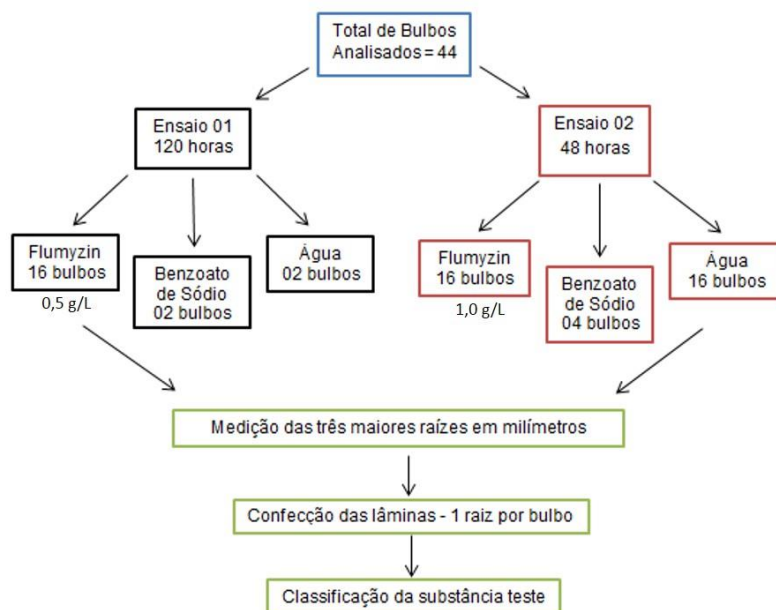 Total de Bulbos
Analisados = 44
Ensaio 01
120 horas
Ensaio 02
48 horas
Flumyzin
16 bulbos
0,5 g/L
Benzoato
de Sódio
02 bulbos
Água
02 bulbos
Flumyzin
16 bulbos
1,0 g/L
Benzoato
de Sódio
04 bulbos
Água
16 bulbos
Medição das três maiores raízes em milímetros
Confecção das lâminas - 1 raiz por bulbo
Classificação da substância teste